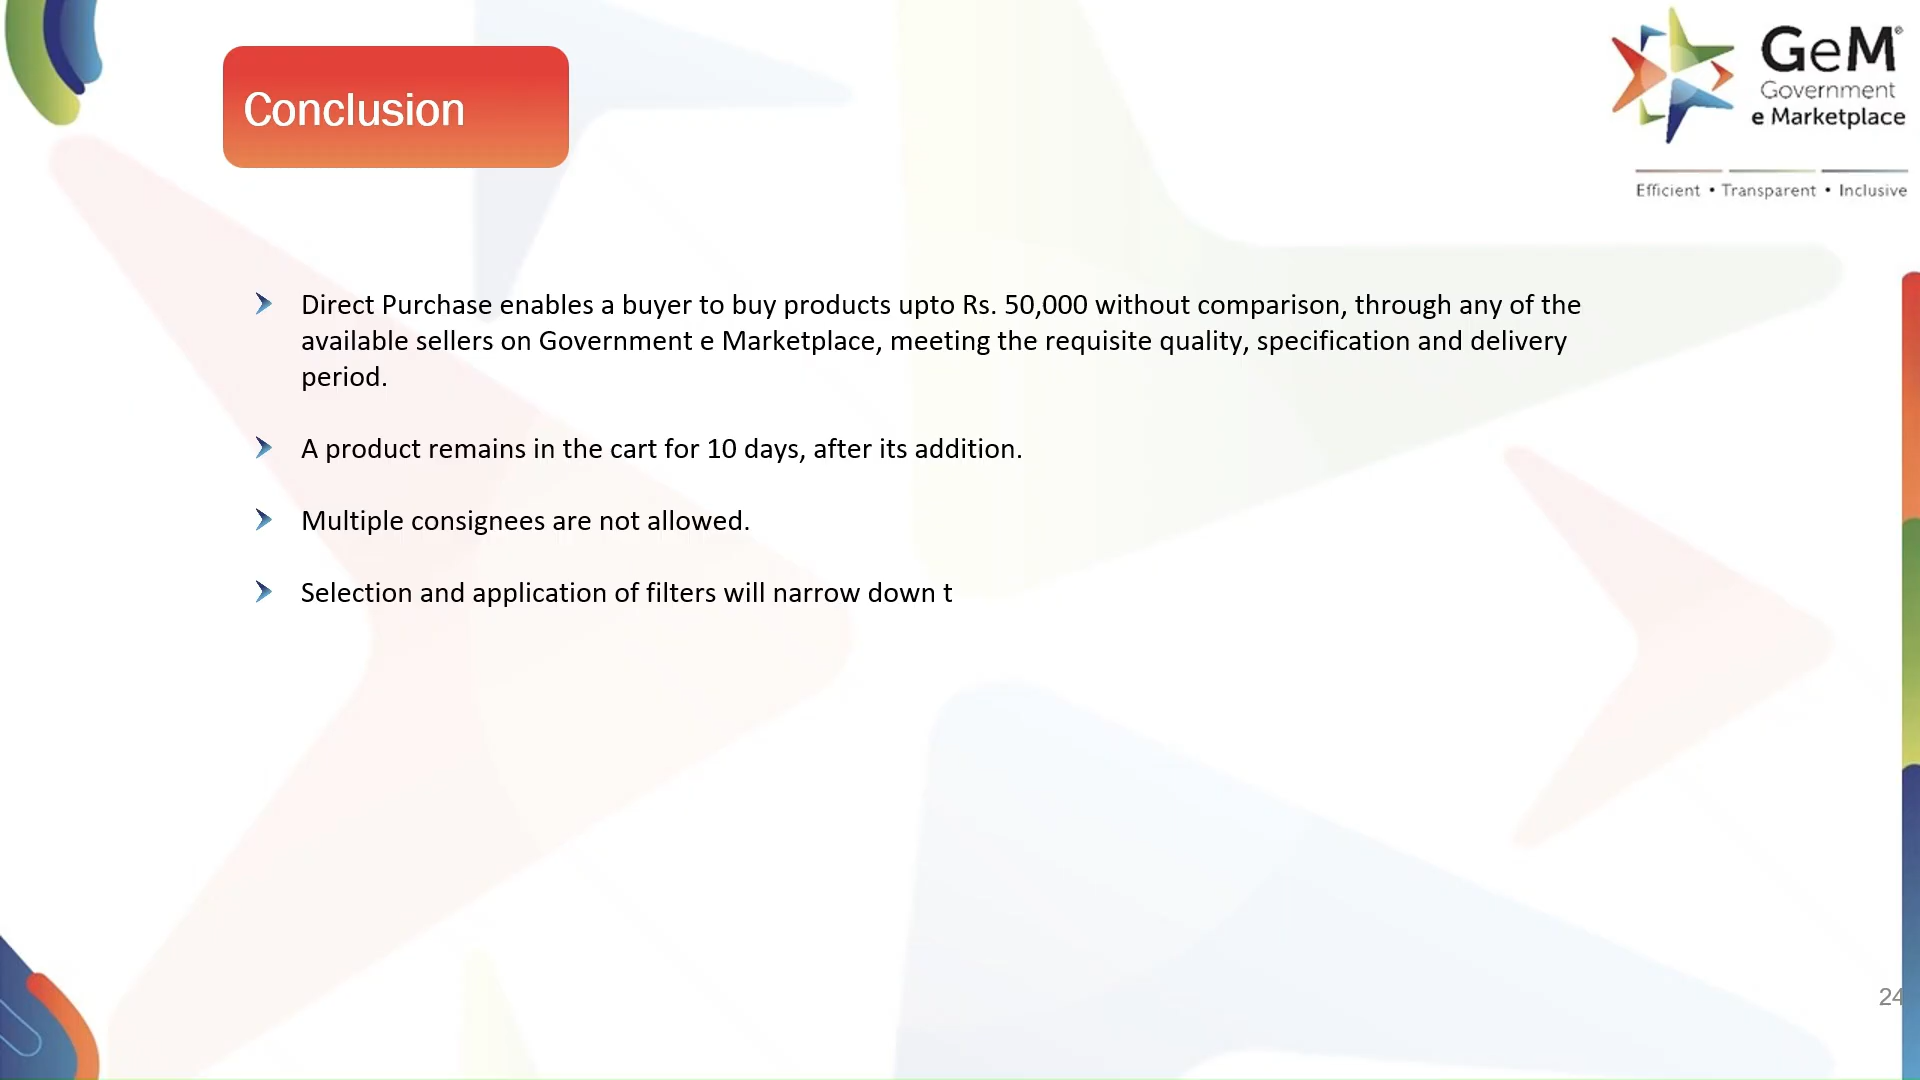 Conclusion
GeM®
Government
e Marketplace
Efficient • Transparent • Inclusive
Direct Purchase enables a buyer to buy products upto Rs. 50,000 without comparison, through any of the
available sellers on Government e Marketplace, meeting the requisite quality, specification and delivery
period.
A product remains in the cart for 10 days, after its addition.
Multiple consignees are not allowed.
Selection and application of filters will narrow down t
24